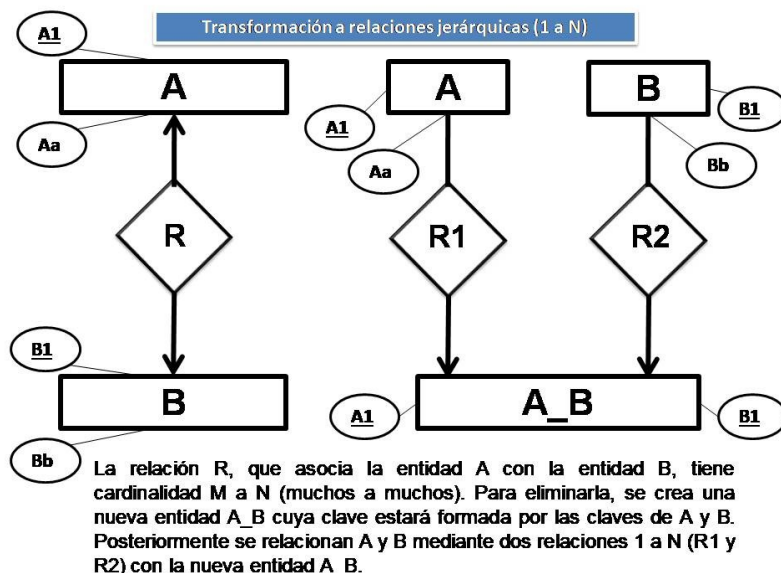 Transformación a relaciones jerárquicas (1 a N)
A1
A
Aa
R
B1
B
Bb
A
A1
Aa
B
B1
Bb
R1
R2
A1
A_B
B1
La relación R, que asocia la entidad A con la entidad B, tiene
cardinalidad M a N (muchos a muchos). Para eliminarla, se crea una
nueva entidad A_B cuya clave estará formada por las claves de A y B.
Posteriormente se relacionan A y B mediante dos relaciones 1 a N (R1 y
R2) con la nueva entidad A_B.